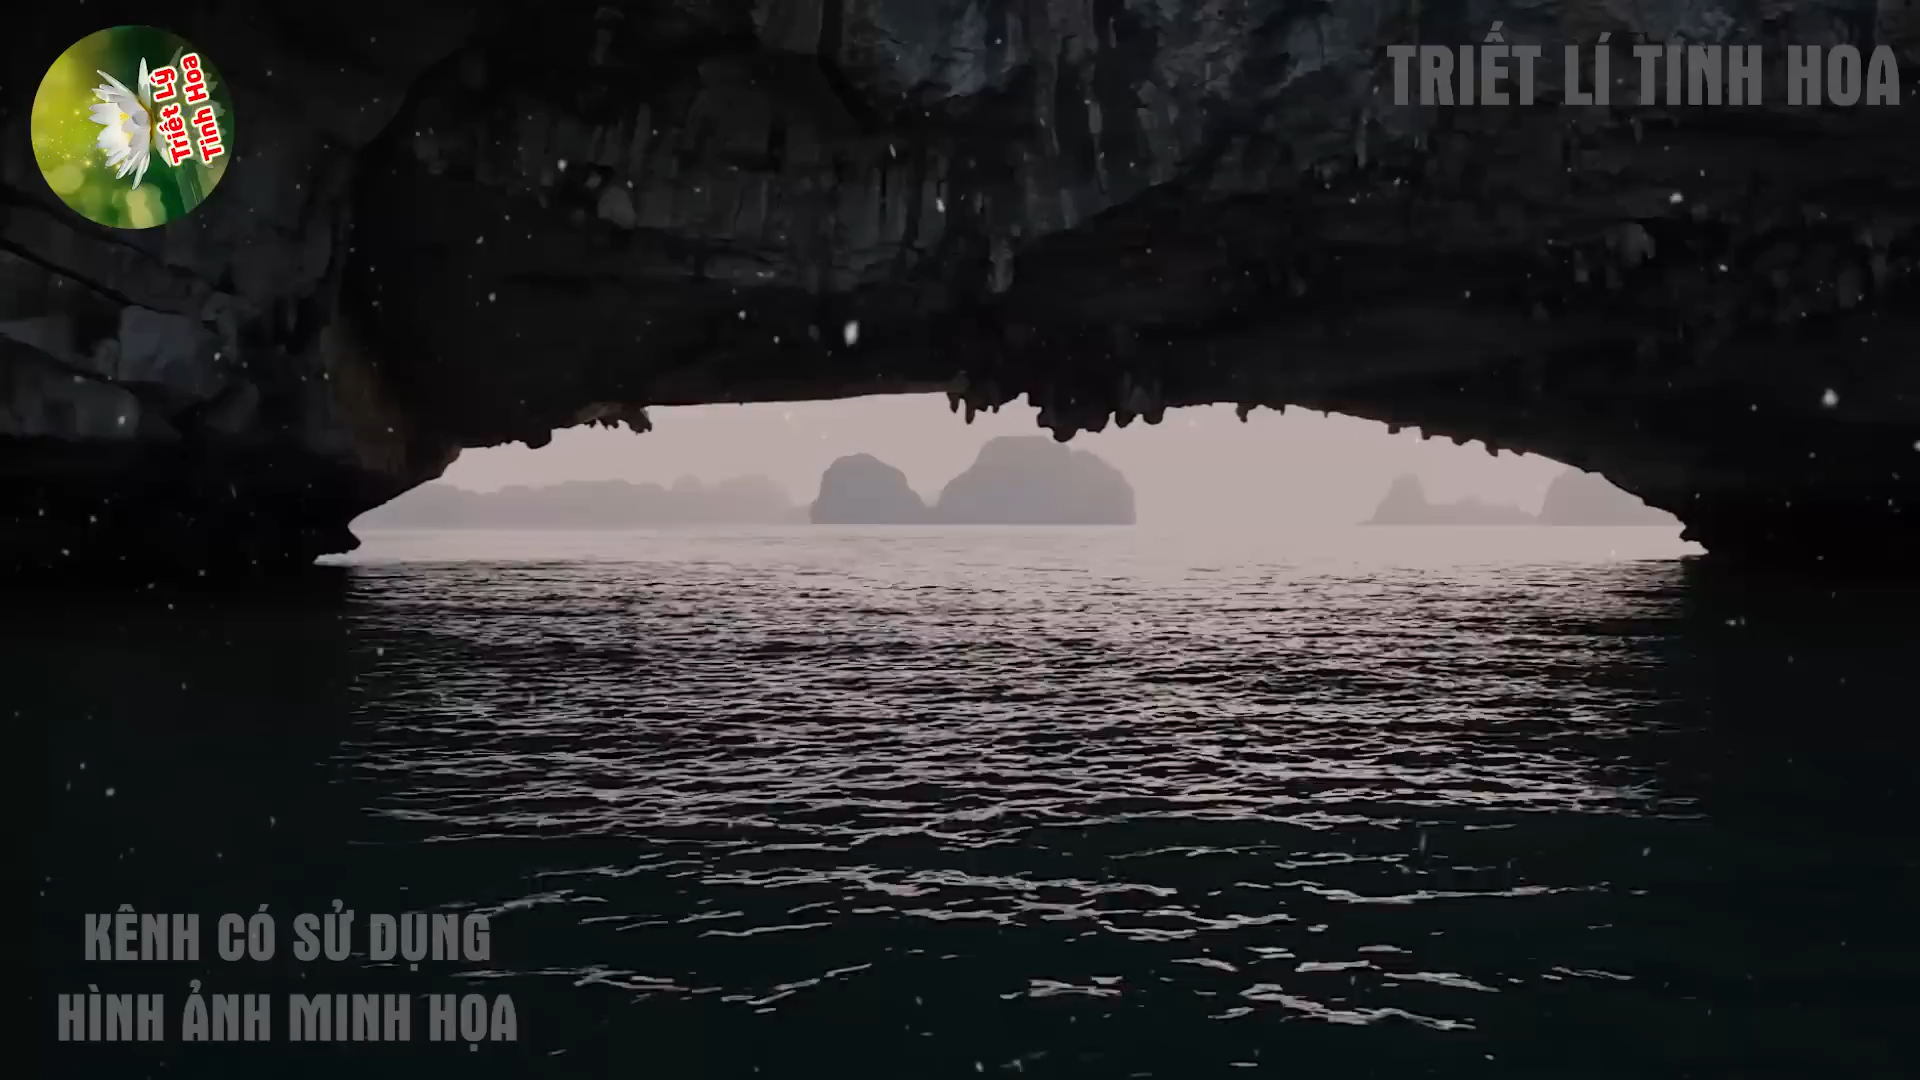 Triết Lý
Tinh Hoa
TRIẾT LÍ TINH HOA
KÊNH CÓ SỬ DỤNG
HÌNH ẢNH MINH HỌA